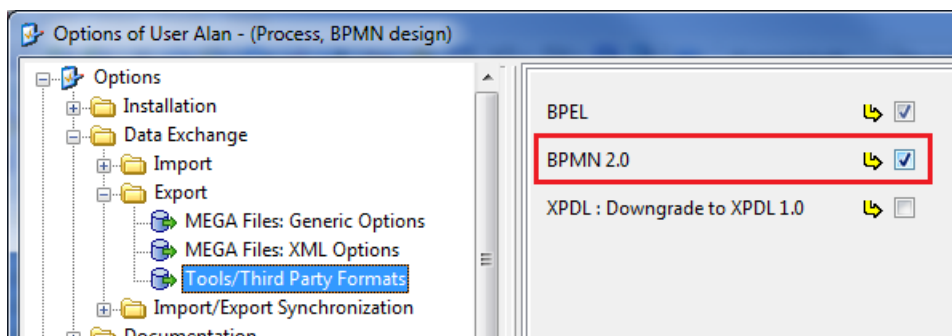 Options of User Alan - (Process, BPMN design)
Options
Installation
Data Exchange
Import
Export
MEGA Files: Generic Options
MEGA Files: XML Options
Tools/Third Party Formats
Import/Export Synchronization
Documentation
BPEL
BPMN 2.0
XPDL : Downgrade to XPDL 1.0